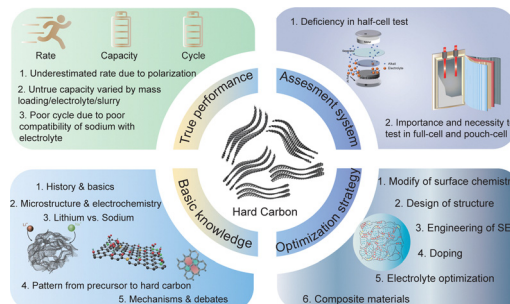 Rate Capacity Cycle
1. Underestimated rate due to polarization
2. Untrue capacity varied by mass
loading/electrolyte/slurry
3. Poor cycle due to poor
compatibility of sodium with
electrolyte
1. Deficiency in half-cell test
2. Importance and necessity t
test in full-cell and pouch-cell
True performance
Assesment system
Basic knowledge
Optimization strategy
Hard Carbon
1. History & basics
2. Microstructure & electrochemistry
3. Lithium vs. Sodium
4. Pattern from precursor to hard carbon
5. Mechanisms & debates
1. Modify of surface chemistr
2. Design of structure
3. Engineering of SE
4. Doping
5. Electrolyte optimization
6. Composite materials